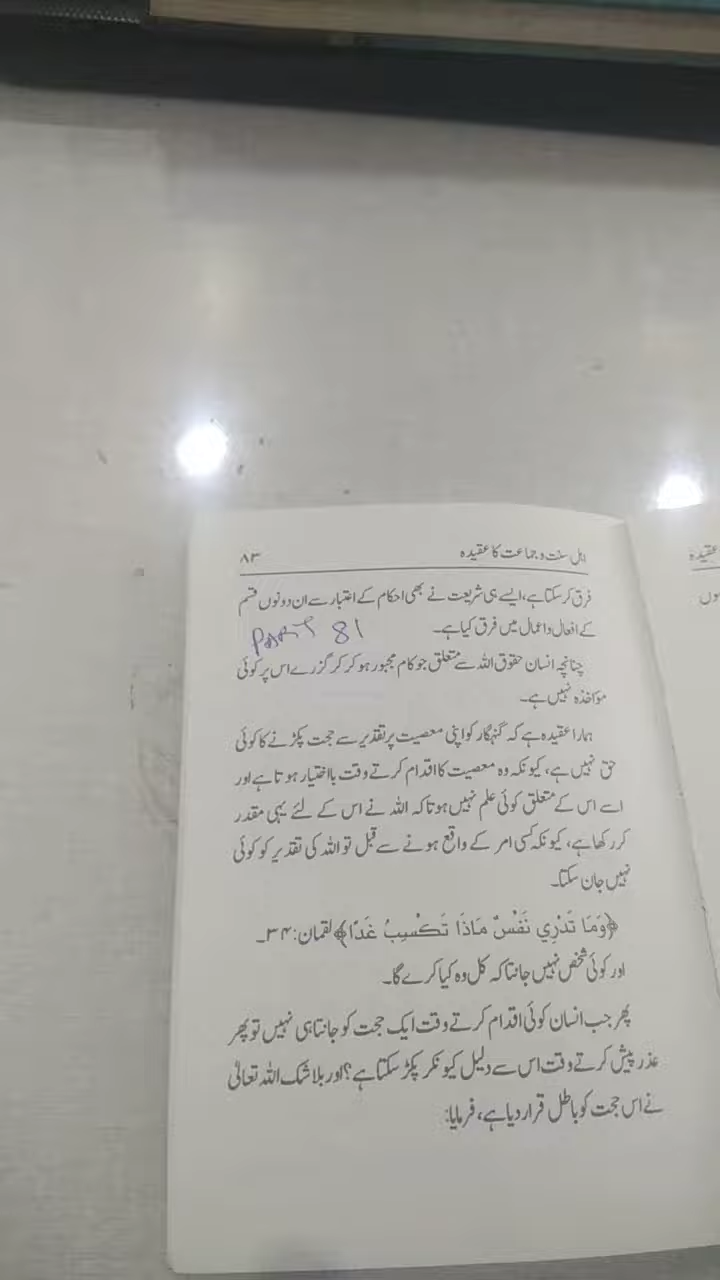 اہل سنت و جماعت کا عقیدہ ۸۳
فرق کر سکتا ہے، ایسے ہی شریعت نے بھی احکام کے اعتبار سے ان دونوں قسم
کے افعال و اعمال میں فرق کیا ہے۔
PART 81
چنانچہ انسان حقوق اللہ سے متعلق جو کام مجبور ہو کر کر گزرے اس پر کوئی
مؤاخذہ نہیں ہے۔
ہمارا عقیدہ ہے کہ گنہگار کو اپنی معصیت پر تقدیر سے حجت پکڑنے کا کوئی
حق نہیں ہے، کیونکہ وہ معصیت کا اقدام کرتے وقت با اختیار ہوتا ہے اور
اسے اس کے متعلق کوئی علم نہیں ہوتا کہ اللہ نے اس کے لئے یہی مقدر
کر رکھا ہے، کیونکہ کسی امر کے واقع ہونے سے قبل تو اللہ کی تقدیر کو کوئی
نہیں جان سکتا۔
﴿وَمَا تَدْرِي نَفْسٌ مَاذَا تَكْسِبُ غَدًا﴾ لقمان: ۳۴۔
اور کوئی شخص نہیں جانتا کہ کل وہ کیا کرے گا۔
پھر جب انسان کوئی اقدام کرتے وقت ایک حجت کو جانتا ہی نہیں تو پھر
عذر پیش کرتے وقت اس سے دلیل کیونکر پکڑ سکتا ہے؟ اور بلاشک اللہ تعالیٰ
نے اس حجت کو باطل قرار دیا ہے، فرمایا:
عقیدہ